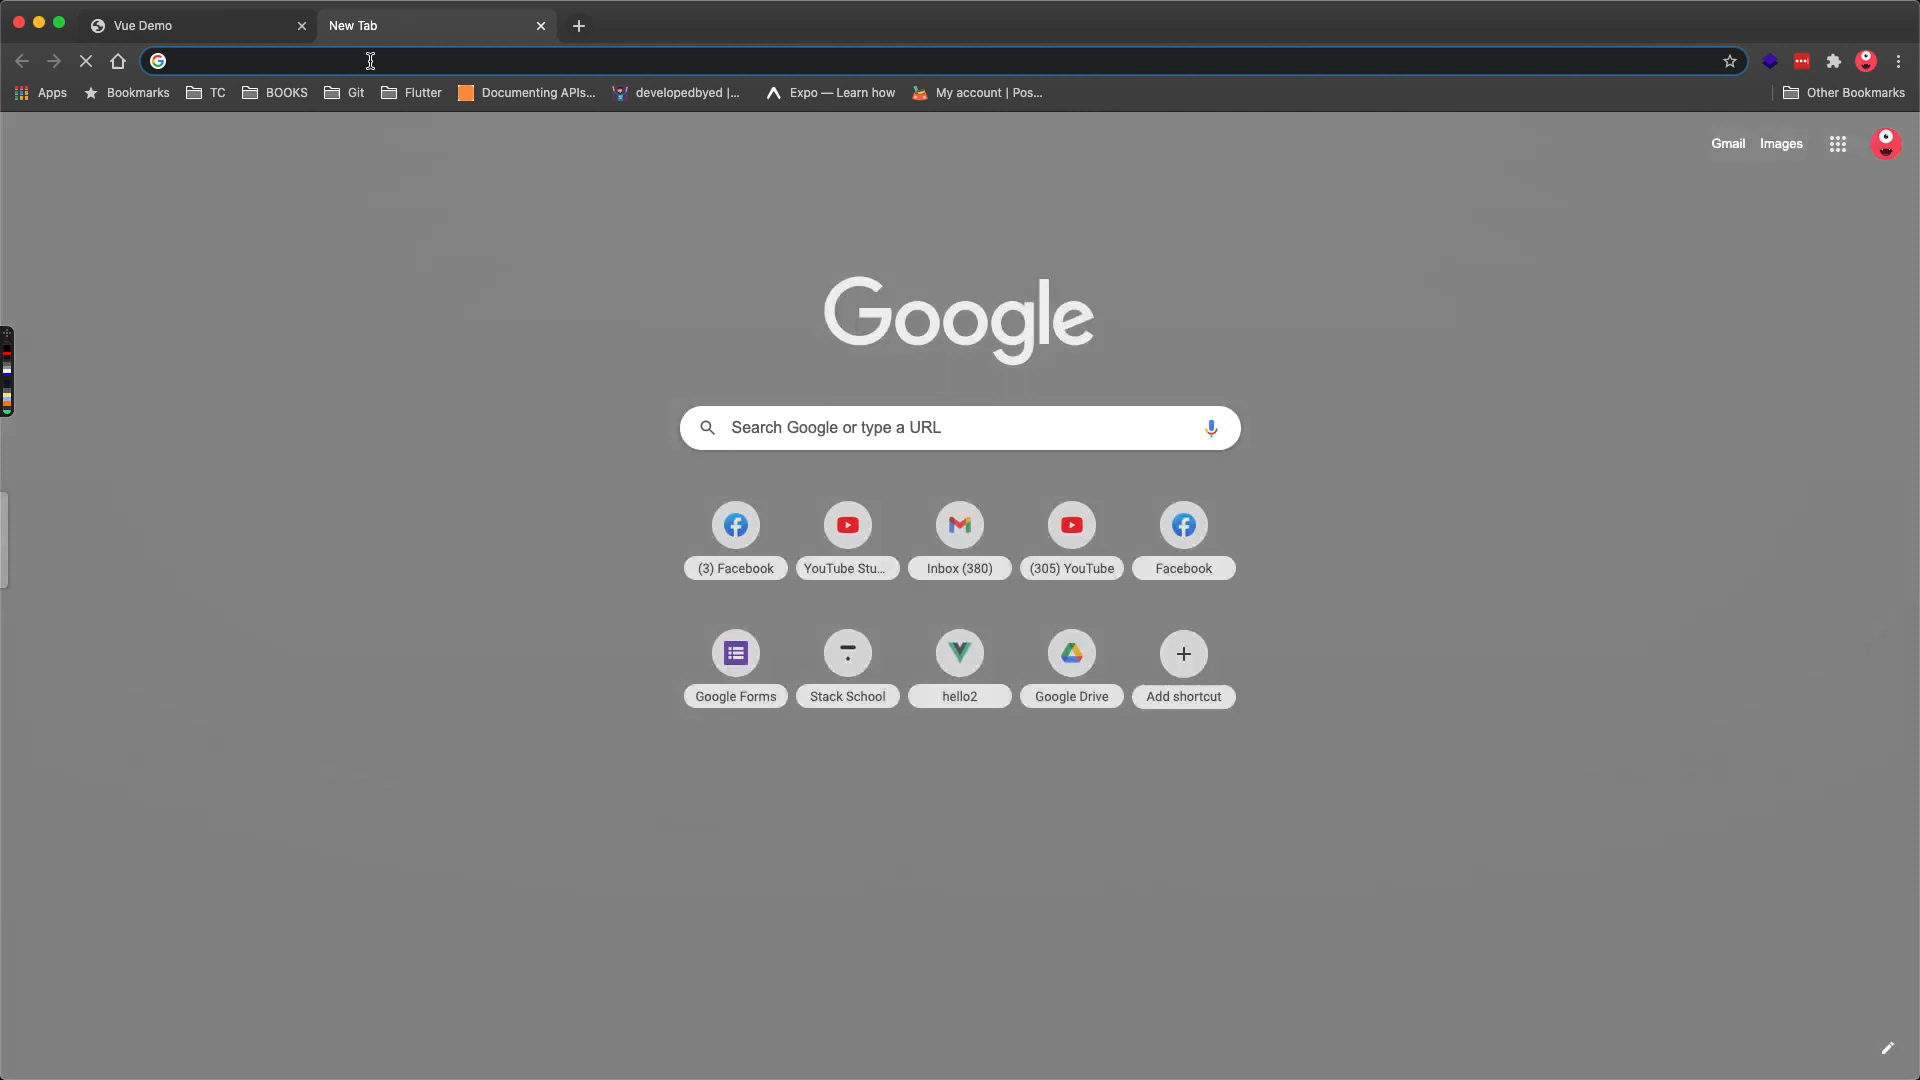 Vue Demo
New Tab
Apps
Bookmarks
TC
BOOKS
Git
Flutter
Documenting APIs...
developedbyed |...
Expo — Learn how
My account | Pos...
Other Bookmarks
Gmail
Images
Google
Search Google or type a URL
(3) Facebook
YouTube Stu...
Inbox (380)
(305) YouTube
Facebook
Google Forms
Stack School
hello2
Google Drive
Add shortcut